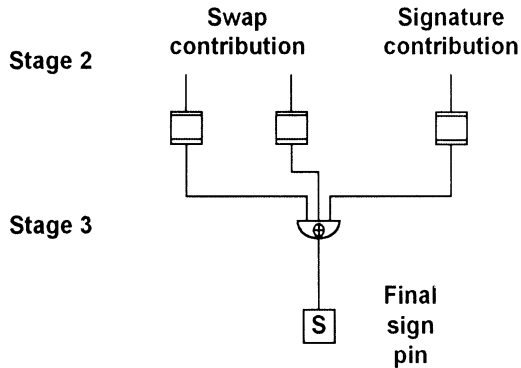 Swap
contribution
Signature
contribution
Stage 2
Stage 3
S
Final
sign
pin